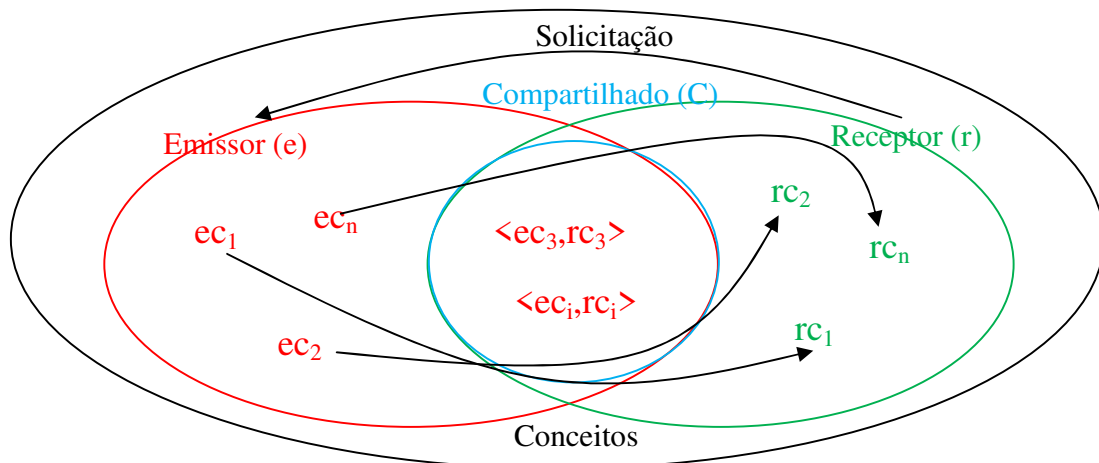 Solicitação
Compartilhado (C)
Emissor (e)
Receptor (r)
ec₁
ecₙ
<ec₃,rc₃>
rc₂
rcₙ
<ecᵢ,rcᵢ>
ec₂
rc₁
Conceitos